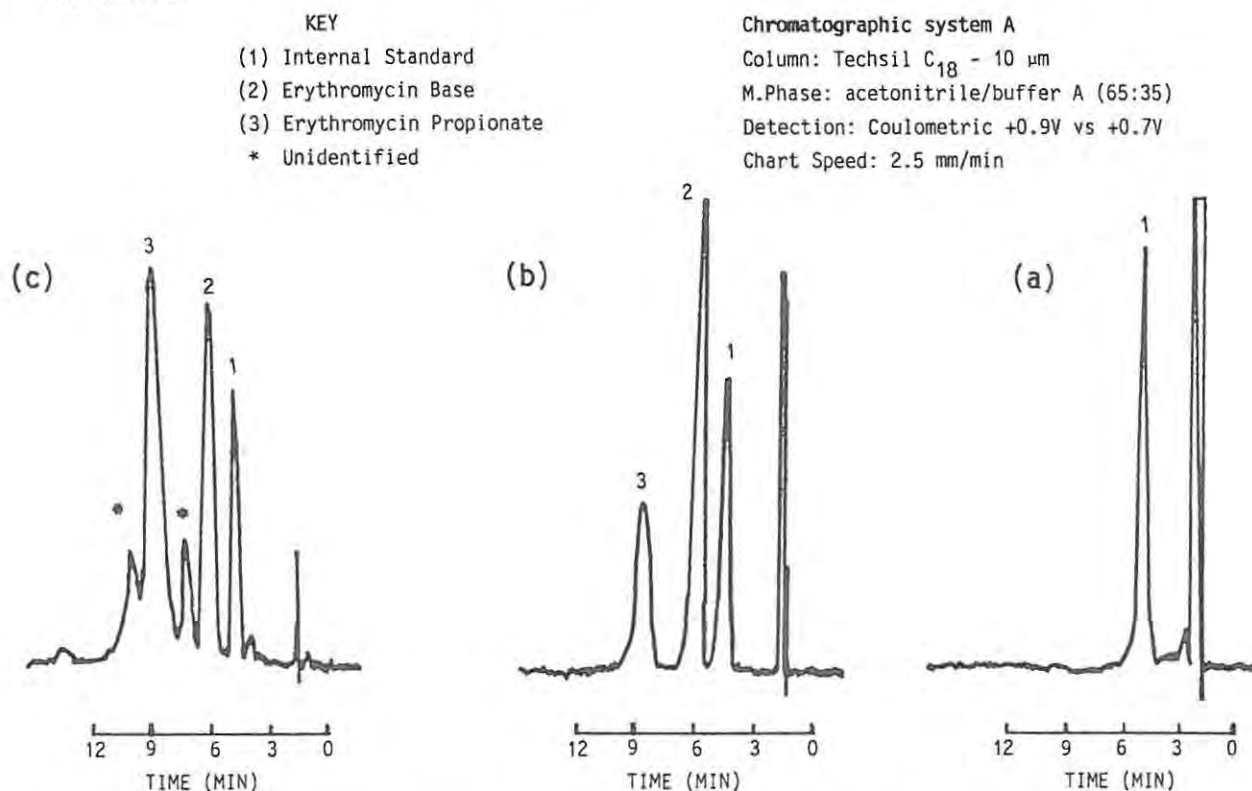 KEY
(1) Internal Standard
(2) Erythromycin Base
(3) Erythromycin Propionate
* Unidentified
Chromatographic system A
Column: Techsil C18 - 10 µm
M.Phase: acetonitrile/buffer A (65:35)
Detection: Coulometric +0.9V vs +0.7V
Chart Speed: 2.5 mm/min
(c)
3
2
1
*
*
12 9 6 3 0
TIME (MIN)
(b)
2
1
3
12 9 6 3 0
TIME (MIN)
(a)
1
12 9 6 3 0
TIME (MIN)